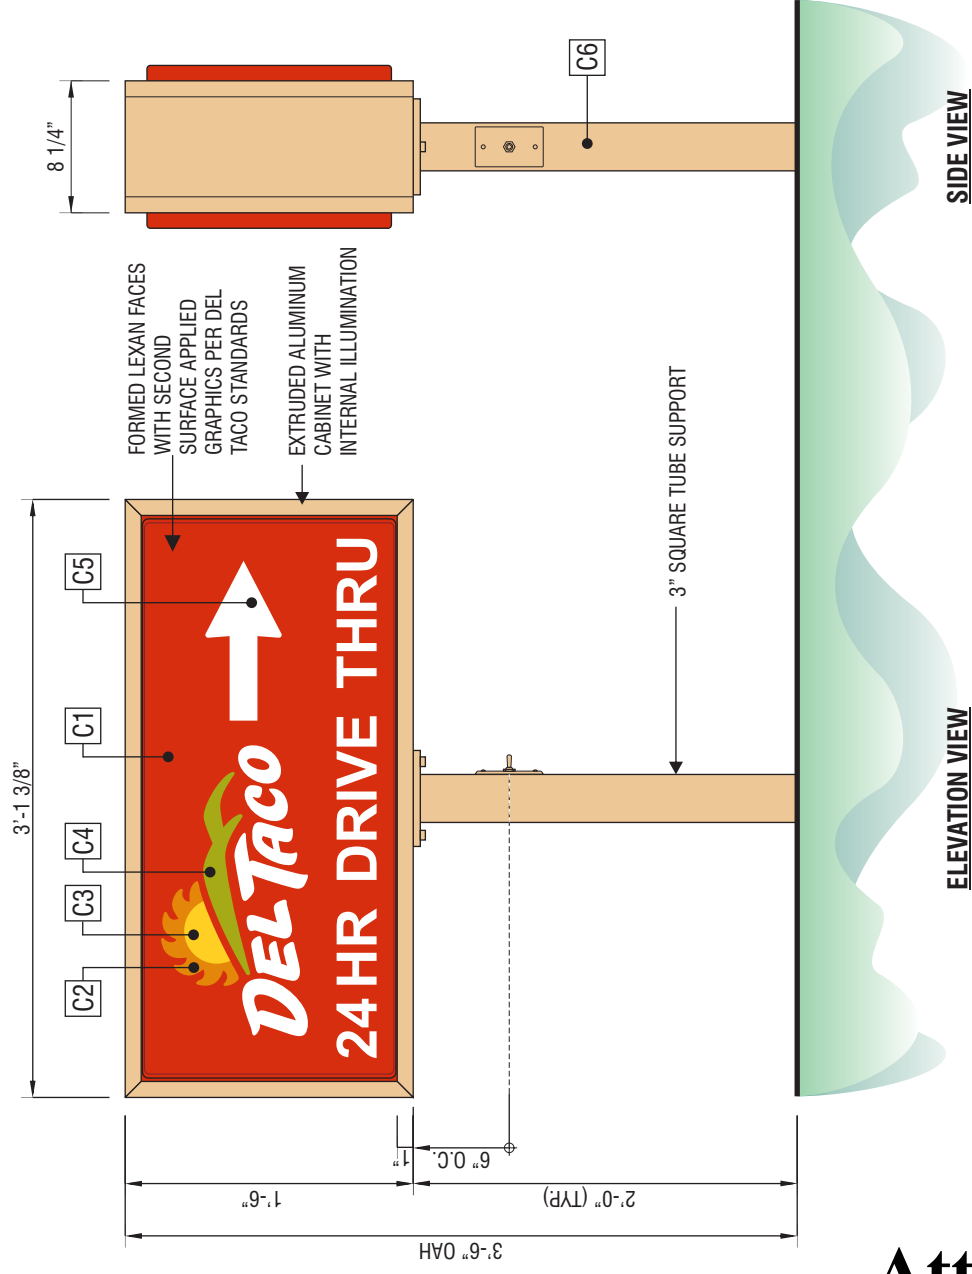 3'-1 3/8"
8 1/4"
C2
C3
C4
C1
C5
FORMED LEXAN FACES
WITH SECOND
SURFACE APPLIED
GRAPHICS PER DEL
TACO STANDARDS
EXTRUDED ALUMINUM
CABINET WITH
INTERNAL ILLUMINATION
DEL TACO
24 HR DRIVE THRU
3'-6" OAH
1'-6"
2'-0" (TYP.)
1"
6" O.C.
3" SQUARE TUBE SUPPORT
C6
ELEVATION VIEW
SIDE VIEW
Att